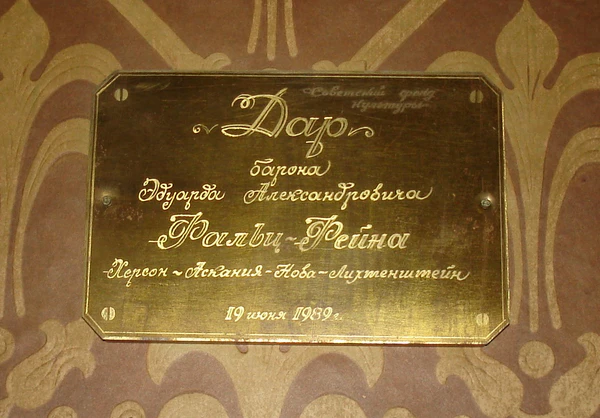 Советский фонд
культуры
Дар
барона
Эдуарда Александровича
Фальц-Фейна
Херсон ~ Аскания-Нова ~ Лихтенштейн
19 июня 1989 г.